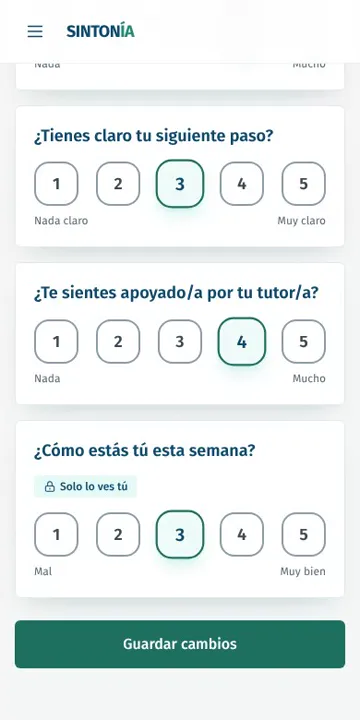 SINTONÍA
Nada Mucho
¿Tienes claro tu siguiente paso?
1 2 3 4 5
Nada claro Muy claro
¿Te sientes apoyado/a por tu tutor/a?
1 2 3 4 5
Nada Mucho
¿Cómo estás tú esta semana?
Solo lo ves tú
1 2 3 4 5
Mal Muy bien
Guardar cambios